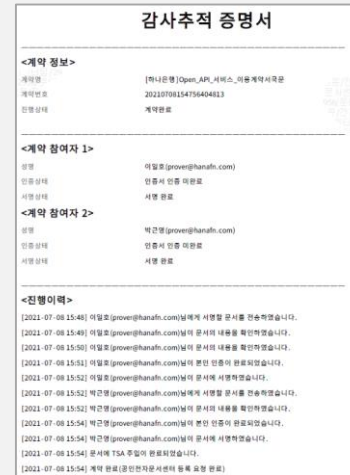 감사추적 증명서
<계약 정보>
계약명 [하나은행]Open_API_서비스_이용계약서국문
계약번호 20210708154756404813
진행상태 계약완료
<계약 참여자 1>
성명 이일호(prover@hanafn.com)
인증상태 인증서 인증 미완료
서명상태 서명 완료
<계약 참여자 2>
성명 박근영(prover@hanafn.com)
인증상태 인증서 인증 미완료
서명상태 서명 완료
<진행이력>
[2021-07-08 15:48] 이일호(prover@hanafn.com)님에게 서명할 문서를 전송하였습니다.
[2021-07-08 15:49] 이일호(prover@hanafn.com)님이 문서의 내용을 확인하였습니다.
[2021-07-08 15:50] 이일호(prover@hanafn.com)님이 문서의 내용을 확인하였습니다.
[2021-07-08 15:51] 이일호(prover@hanafn.com)님이 본인 인증이 완료되었습니다.
[2021-07-08 15:52] 이일호(prover@hanafn.com)님이 문서에 서명하였습니다.
[2021-07-08 15:52] 박근영(prover@hanafn.com)님에게 서명할 문서를 전송하였습니다.
[2021-07-08 15:52] 박근영(prover@hanafn.com)님이 문서의 내용을 확인하였습니다.
[2021-07-08 15:54] 박근영(prover@hanafn.com)님이 본인 인증이 완료되었습니다.
[2021-07-08 15:54] 박근영(prover@hanafn.com)님이 문서에 서명하였습니다.
[2021-07-08 15:54] 문서에 TSA 주입이 완료되었습니다.
[2021-07-08 15:54] 계약 완료(공인전자문서센터 등록 요청 완료)